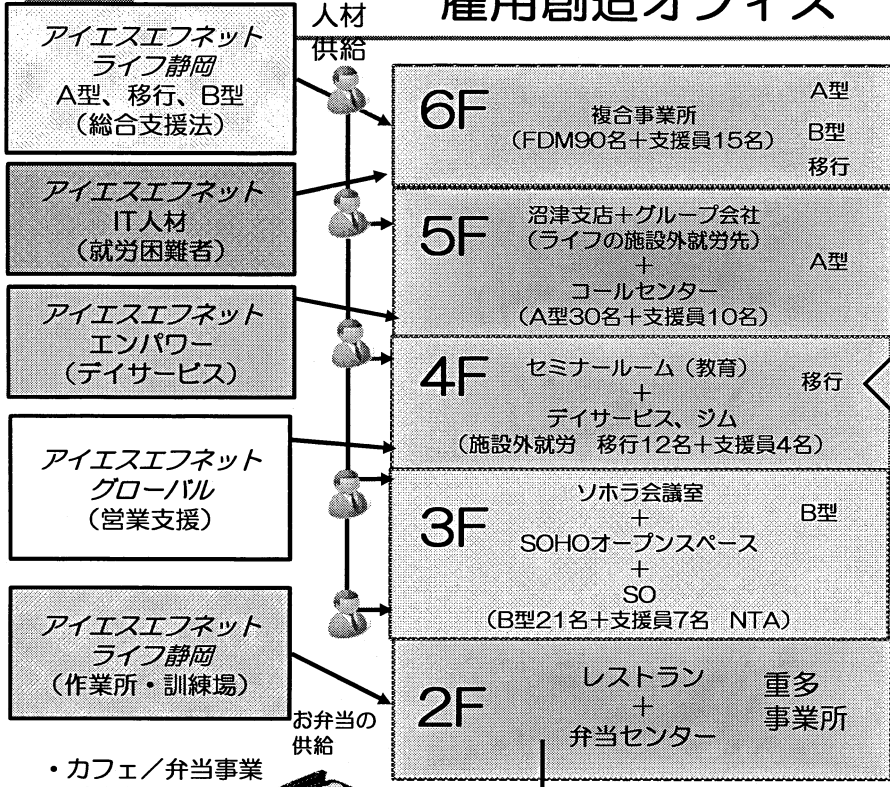 雇用創造オフィス
人材
供給
アイエスエフネット
ライフ静岡
A型、移行、B型
（総合支援法）
アイエスエフネット
IT人材
（就労困難者）
アイエスエフネット
エンパワー
（デイサービス）
アイエスエフネット
グローバル
（営業支援）
アイエスエフネット
ライフ静岡
（作業所・訓練場）
お弁当の
供給
・カフェ／弁当事業
6F
複合事業所
（FDM90名＋支援員15名）
A型
B型
移行
5F
沼津支店＋グループ会社
（ライフの施設外就労先）
＋
コールセンター
（A型30名＋支援員10名）
A型
4F
セミナールーム（教育）
＋
デイサービス、ジム
（施設外就労　移行12名＋支援員4名）
移行
3F
ソホラ会議室
＋
SOHOオープンスペース
＋
SO
（B型21名＋支援員7名　NTA）
B型
2F
レストラン
＋
弁当センター
重多
事業所